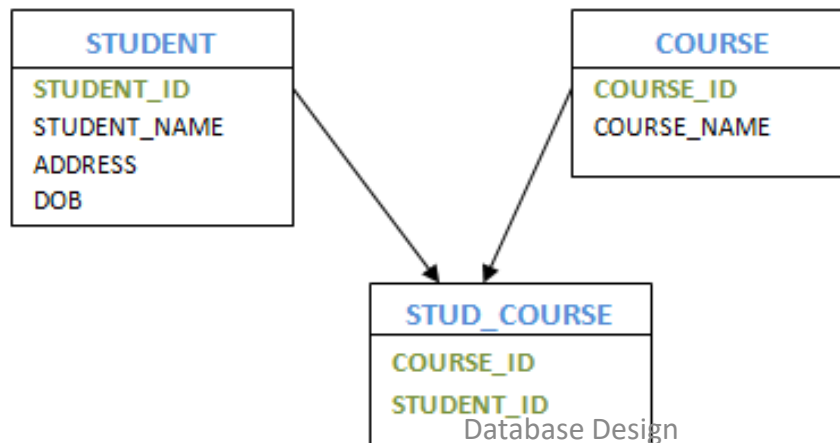 STUDENT
STUDENT_ID
STUDENT_NAME
ADDRESS
DOB
COURSE
COURSE_ID
COURSE_NAME
STUD_COURSE
COURSE_ID
STUDENT_ID
Database Design